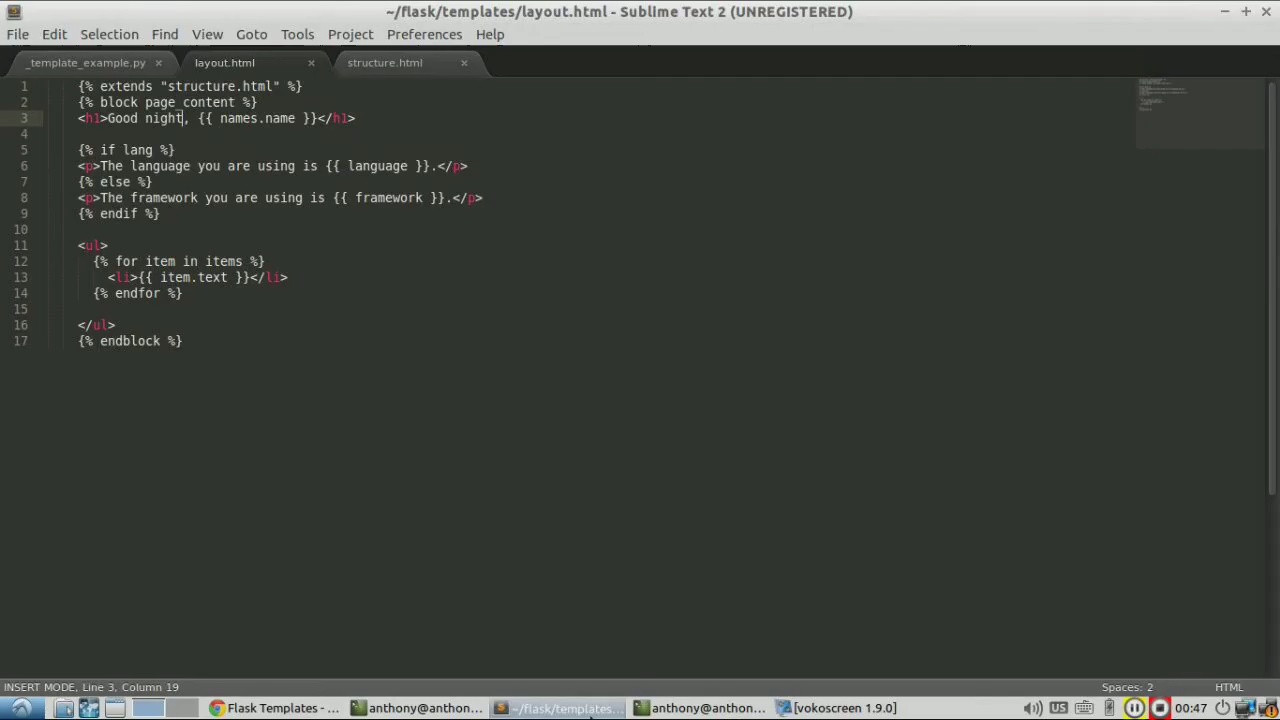 ~/flask/templates/layout.html - Sublime Text 2 (UNREGISTERED)
File Edit Selection Find View Goto Tools Project Preferences Help
_template_example.py × layout.html × structure.html ×
1 {% extends "structure.html" %}
2 {% block page_content %}
3 <h1>Good night, {{ names.name }}</h1>
4
5 {% if lang %}
6 <p>The language you are using is {{ language }}.</p>
7 {% else %}
8 <p>The framework you are using is {{ framework }}.</p>
9 {% endif %}
10
11 <ul>
12 {% for item in items %}
13 <li>{{ item.text }}</li>
14 {% endfor %}
15
16 </ul>
17 {% endblock %}
INSERT MODE, Line 3, Column 19 Spaces: 2 HTML
Flask Templates - ... anthony@anthon... ~/flask/templates... anthony@anthon... [vokoscreen 1.9.0] US 00:47